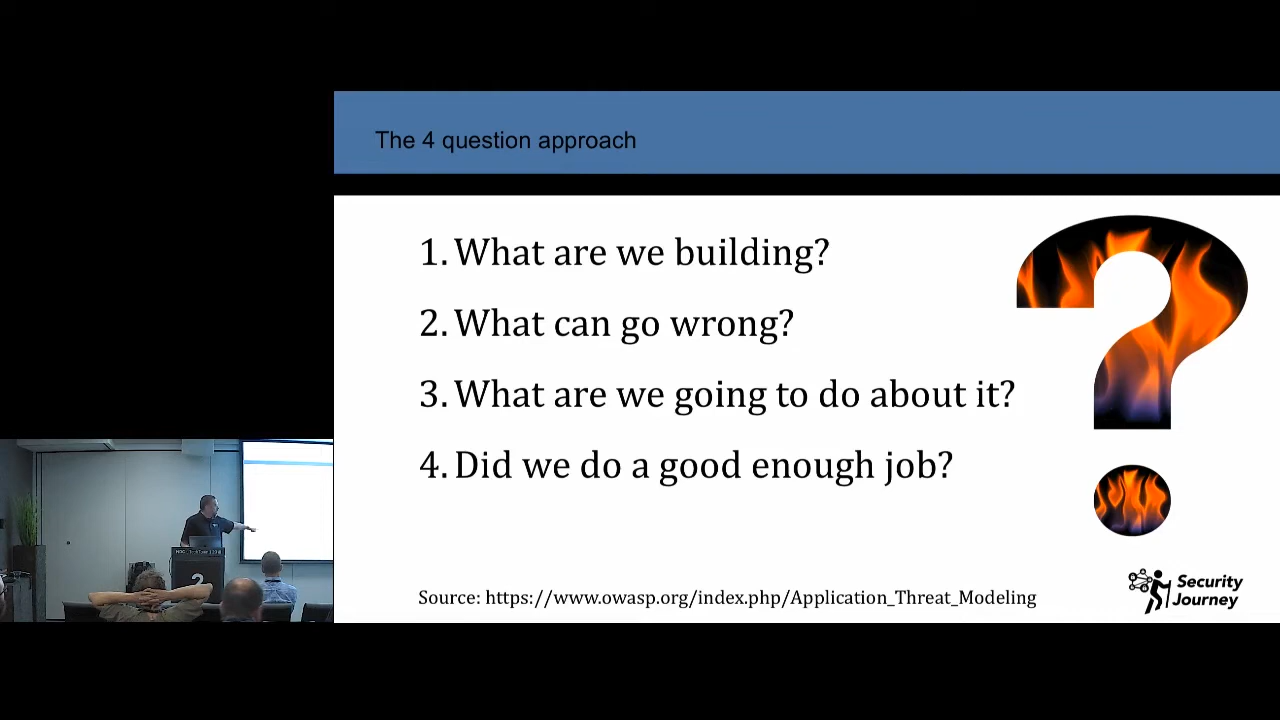 The 4 question approach
1. What are we building?
2. What can go wrong?
3. What are we going to do about it?
4. Did we do a good enough job?
Source: https://www.owasp.org/index.php/Application_Threat_Modeling
Security
Journey
2